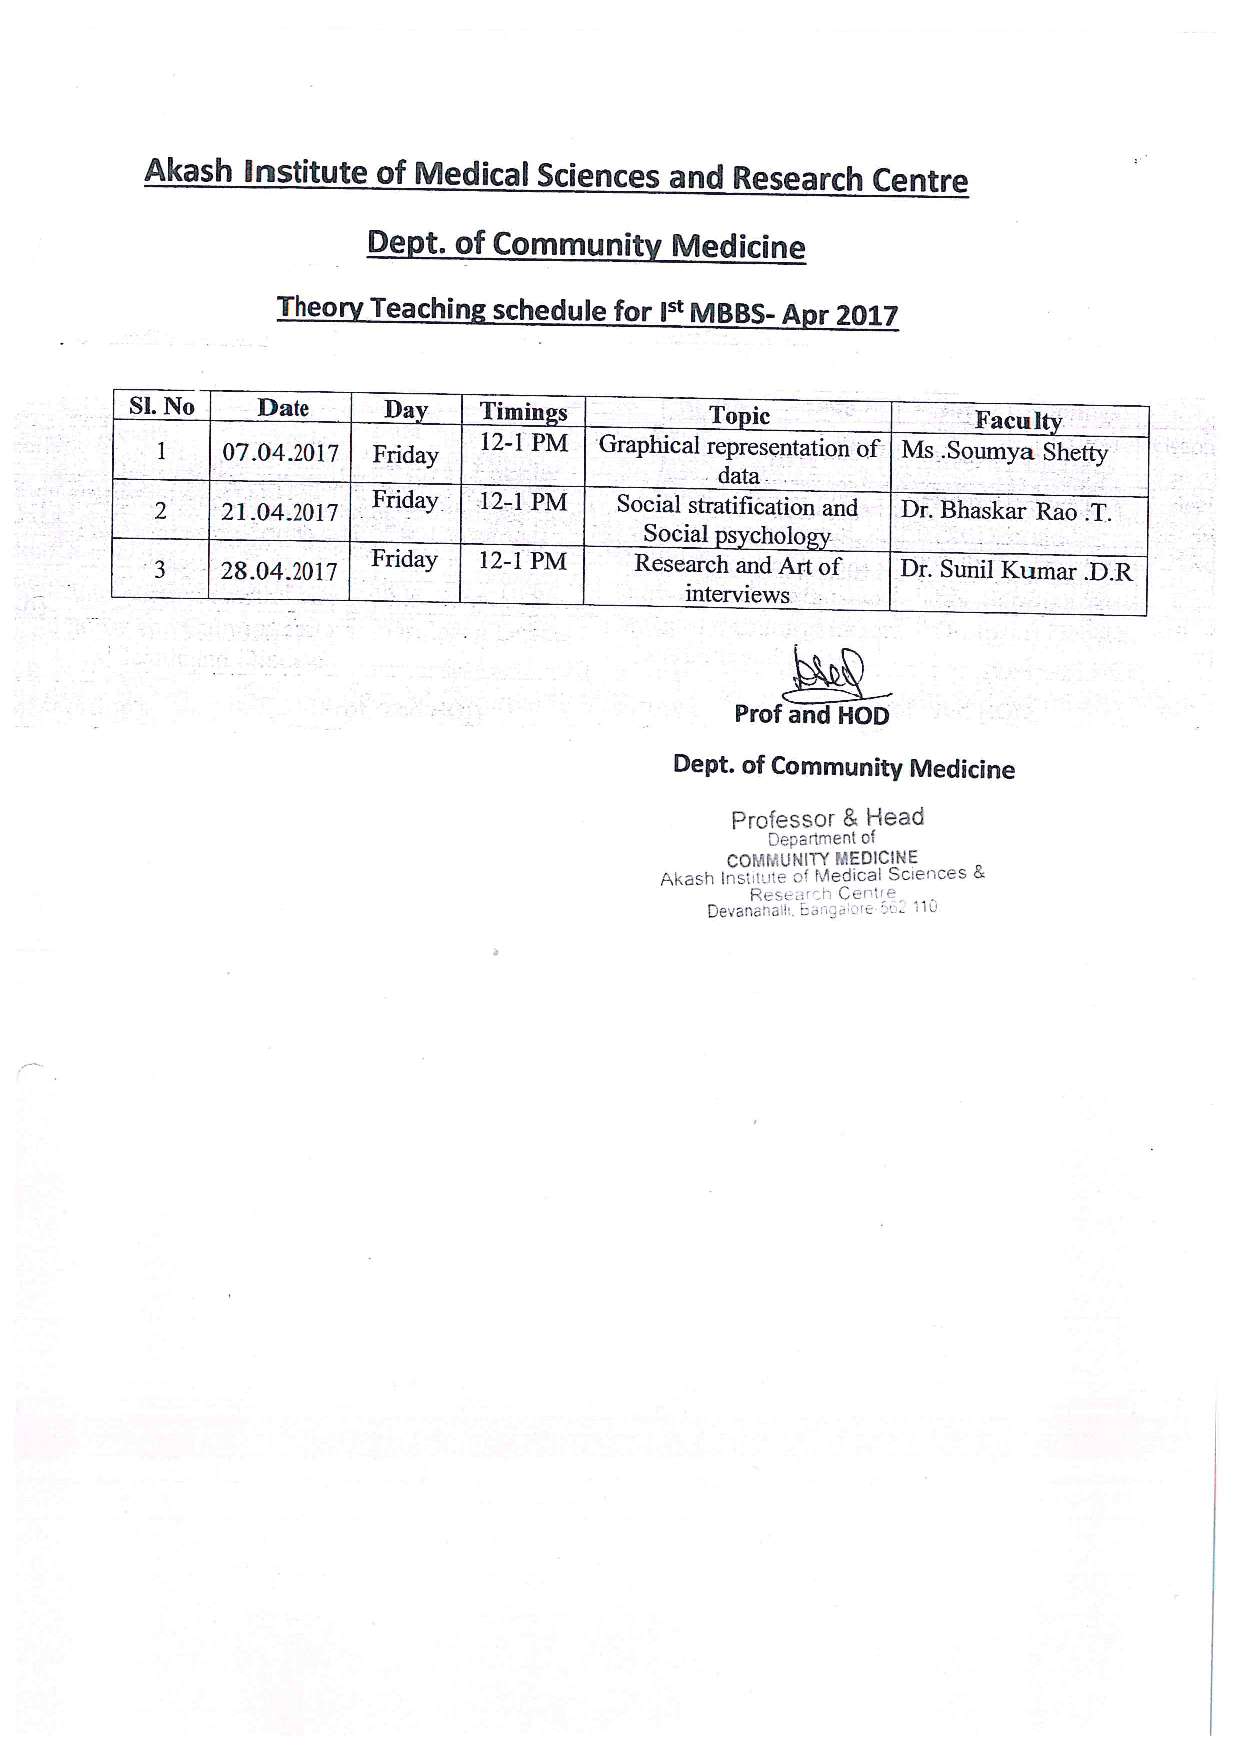 Akash Institute of Medical Sciences and Research Centre
Dept. of Community Medicine
Theory Teaching schedule for Ist MBBS- Apr 2017
Sl. No Date Day Timings Topic Faculty
1 07.04.2017 Friday 12-1 PM Graphical representation of data Ms .Soumya Shetty
2 21.04.2017 Friday 12-1 PM Social stratification and Social psychology Dr. Bhaskar Rao .T.
3 28.04.2017 Friday 12-1 PM Research and Art of interviews Dr. Sunil Kumar .D.R
Prof and HOD
Dept. of Community Medicine
Professor & Head
Department of
COMMUNITY MEDICINE
Akash Institute of Medical Sciences &
Research Centre
Devanahalli, Bangalore-562 110